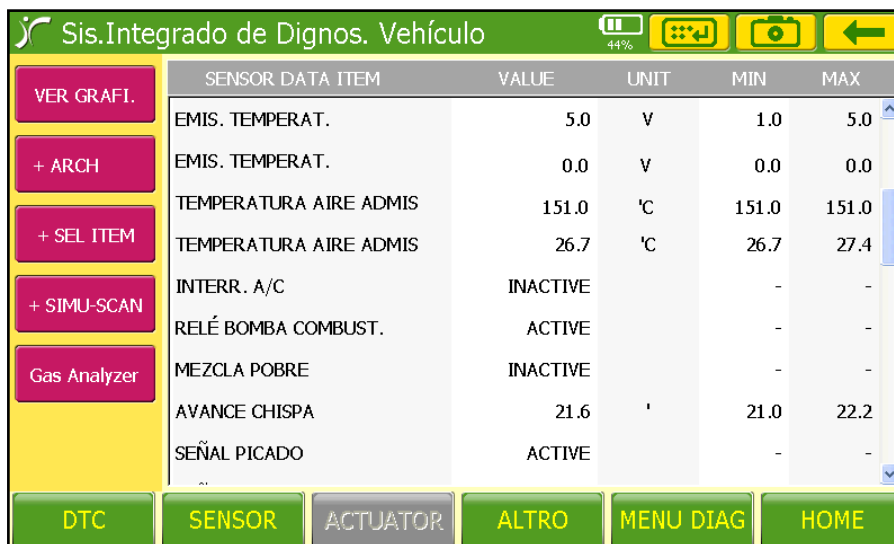 Sis.Integrado de Dignos. Vehículo 44%
VER GRAFI.
+ ARCH
+ SEL ITEM
+ SIMU-SCAN
Gas Analyzer
SENSOR DATA ITEM VALUE UNIT MIN MAX
EMIS. TEMPERAT. 5.0 V 1.0 5.0
EMIS. TEMPERAT. 0.0 V 0.0 0.0
TEMPERATURA AIRE ADMIS 151.0 'C 151.0 151.0
TEMPERATURA AIRE ADMIS 26.7 'C 26.7 27.4
INTERR. A/C INACTIVE - -
RELÉ BOMBA COMBUST. ACTIVE - -
MEZCLA POBRE INACTIVE - -
AVANCE CHISPA 21.6 ' 21.0 22.2
SEÑAL PICADO ACTIVE - -
DTC SENSOR ACTUATOR ALTRO MENU DIAG HOME